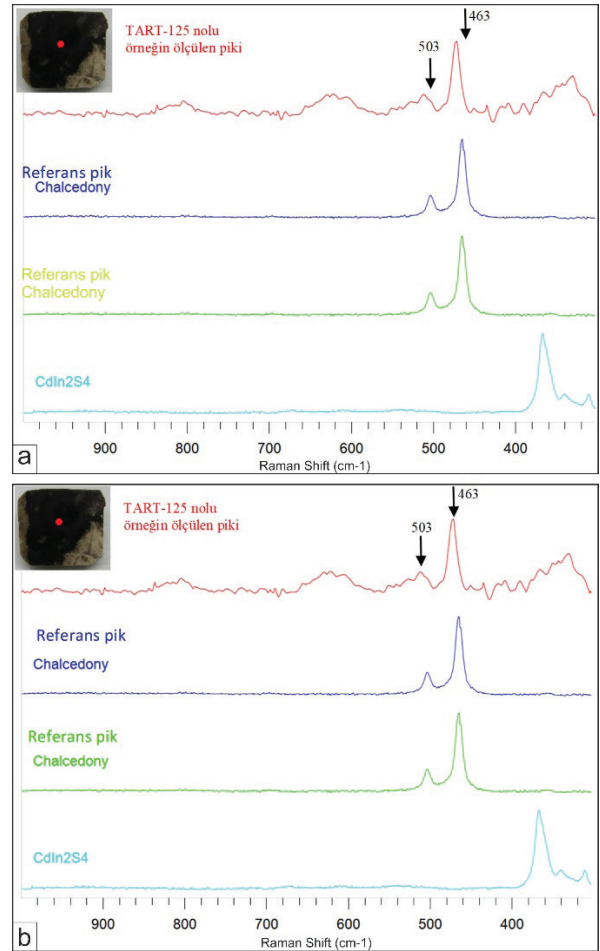 TART-125 nolu
örneğin ölçülen piki
503
463
Referans pik
Chalcedony
Referans pik
Chalcedony
CdIn2S4
900 800 700 600 500 400
Raman Shift (cm-1)
a
TART-125 nolu
örneğin ölçülen piki
503
463
Referans pik
Chalcedony
Referans pik
Chalcedony
CdIn2S4
900 800 700 600 500 400
Raman Shift (cm-1)
b